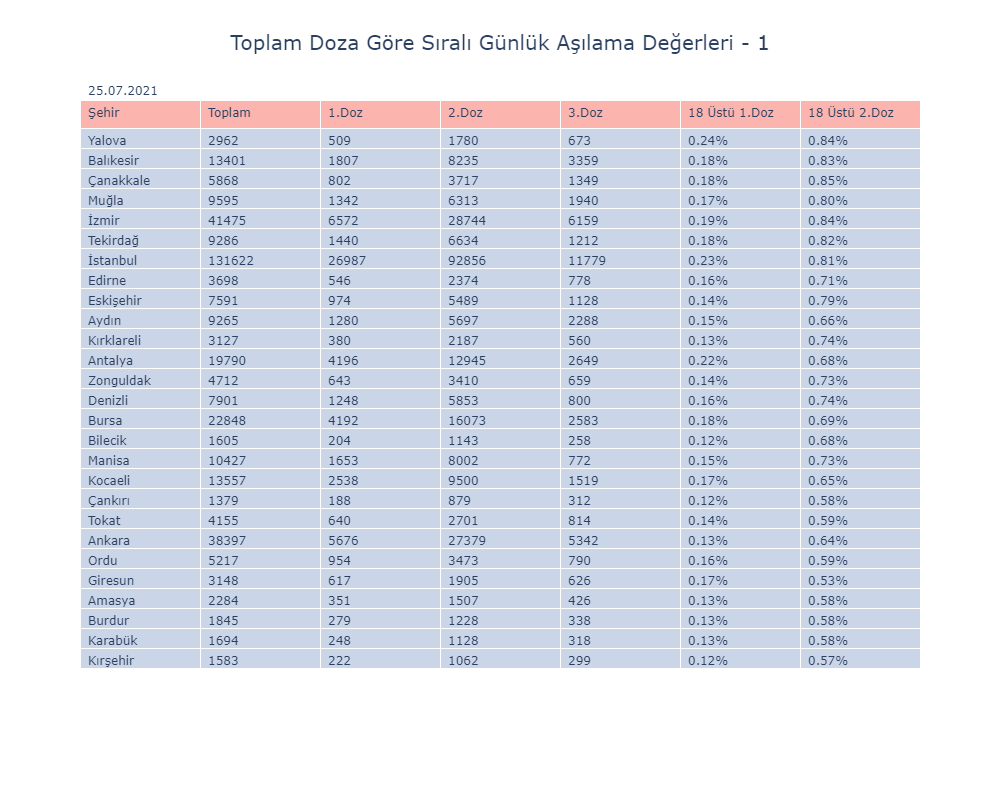 Toplam Doza Göre Sıralı Günlük Aşılama Değerleri - 1
25.07.2021
Şehir Toplam 1.Doz 2.Doz 3.Doz 18 Üstü 1.Doz 18 Üstü 2.Doz
Yalova 2962 509 1780 673 0.24% 0.84%
Balıkesir 13401 1807 8235 3359 0.18% 0.83%
Çanakkale 5868 802 3717 1349 0.18% 0.85%
Muğla 9595 1342 6313 1940 0.17% 0.80%
İzmir 41475 6572 28744 6159 0.19% 0.84%
Tekirdağ 9286 1440 6634 1212 0.18% 0.82%
İstanbul 131622 26987 92856 11779 0.23% 0.81%
Edirne 3698 546 2374 778 0.16% 0.71%
Eskişehir 7591 974 5489 1128 0.14% 0.79%
Aydın 9265 1280 5697 2288 0.15% 0.66%
Kırklareli 3127 380 2187 560 0.13% 0.74%
Antalya 19790 4196 12945 2649 0.22% 0.68%
Zonguldak 4712 643 3410 659 0.14% 0.73%
Denizli 7901 1248 5853 800 0.16% 0.74%
Bursa 22848 4192 16073 2583 0.18% 0.69%
Bilecik 1605 204 1143 258 0.12% 0.68%
Manisa 10427 1653 8002 772 0.15% 0.73%
Kocaeli 13557 2538 9500 1519 0.17% 0.65%
Çankırı 1379 188 879 312 0.12% 0.58%
Tokat 4155 640 2701 814 0.14% 0.59%
Ankara 38397 5676 27379 5342 0.13% 0.64%
Ordu 5217 954 3473 790 0.16% 0.59%
Giresun 3148 617 1905 626 0.17% 0.53%
Amasya 2284 351 1507 426 0.13% 0.58%
Burdur 1845 279 1228 338 0.13% 0.58%
Karabük 1694 248 1128 318 0.13% 0.58%
Kırşehir 1583 222 1062 299 0.12% 0.57%